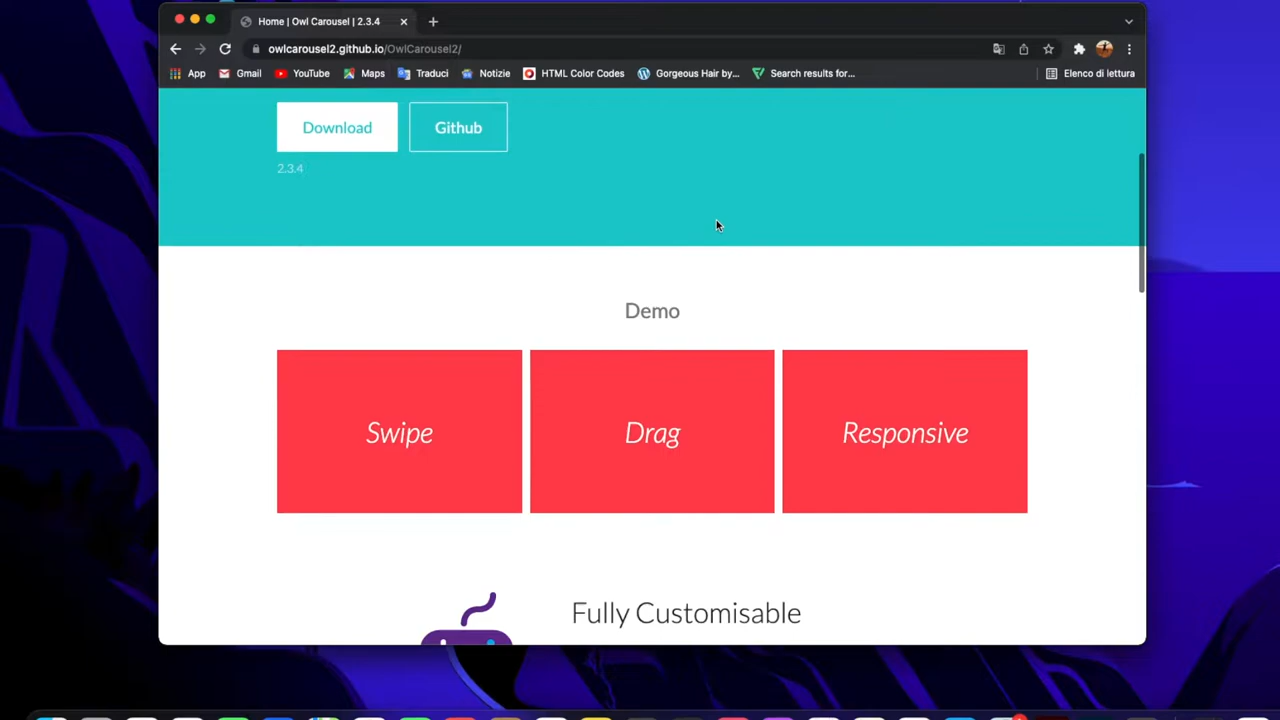 Home | Owl Carousel | 2.3.4
owlcarousel2.github.io/OwlCarousel2/
App Gmail YouTube Maps Traduci Notizie HTML Color Codes Gorgeous Hair by... Search results for... Elenco di lettura
Download Github
2.3.4
Demo
Swipe Drag Responsive
Fully Customisable